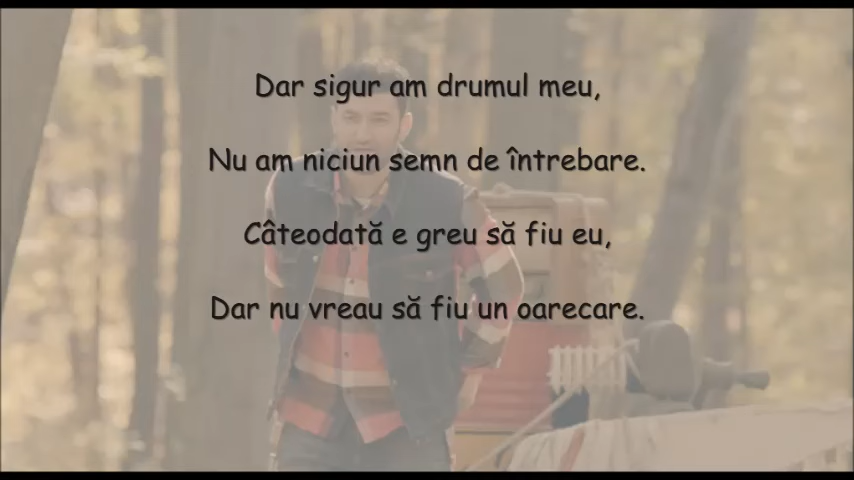 Dar sigur am drumul meu,
Nu am niciun semn de întrebare.
Câteodată e greu să fiu eu,
Dar nu vreau să fiu un oarecare.